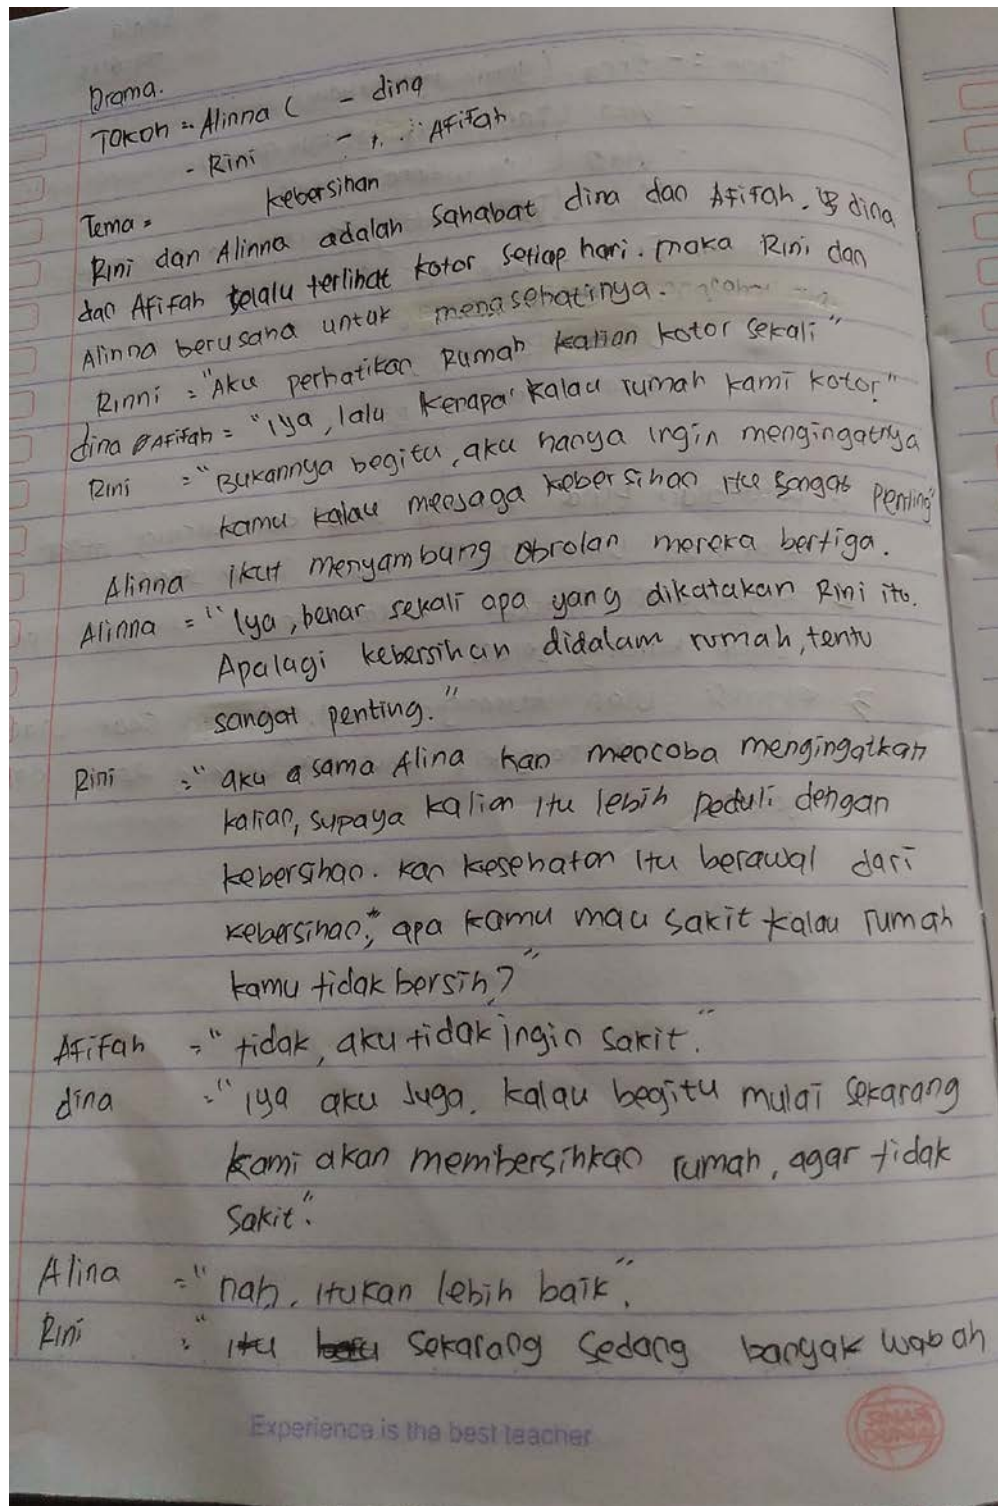 Drama.
TOKOH = Alinna ( - dina
- Rini - Afifah
Tema = kebersihan
Rini dan Alinna adalah Sahabat dina dan Afifah. dina
dan Afifah selalu terlihat kotor setiap hari. maka Rini dan
Alinna berusaha untuk menasehatinya.
Rinni = "Aku perhatikan Rumah kalian kotor sekali"
dina Afifah = "iya, lalu kenapa kalau rumah kami kotor"
Rini = "Bukannya begitu, aku hanya ingin mengingatnya
kamu kalau menjaga kebersihan itu sangat penting"
Alinna ikut menyambung obrolan mereka bertiga.
Alinna = "Iya, benar sekali apa yang dikatakan Rini itu.
Apalagi kebersihan didalam rumah, tentu
sangat penting."
Rini = "aku a sama Alina kan mencoba mengingatkan
kalian, supaya kalian itu lebih peduli dengan
kebersihan. kan kesehatan itu berawal dari
kebersihan, apa kamu mau sakit kalau rumah
kamu tidak bersih?"
Afifah = "tidak, aku tidak ingin sakit."
dina = "iya aku Juga. kalau begitu mulai sekarang
kami akan membersihkan rumah, agar tidak
Sakit".
Alina = "nah, itukan lebih baik".
Rini = "itu sekarang sedang banyak wabah
Experience is the best teacher
SINAR
DUNIA